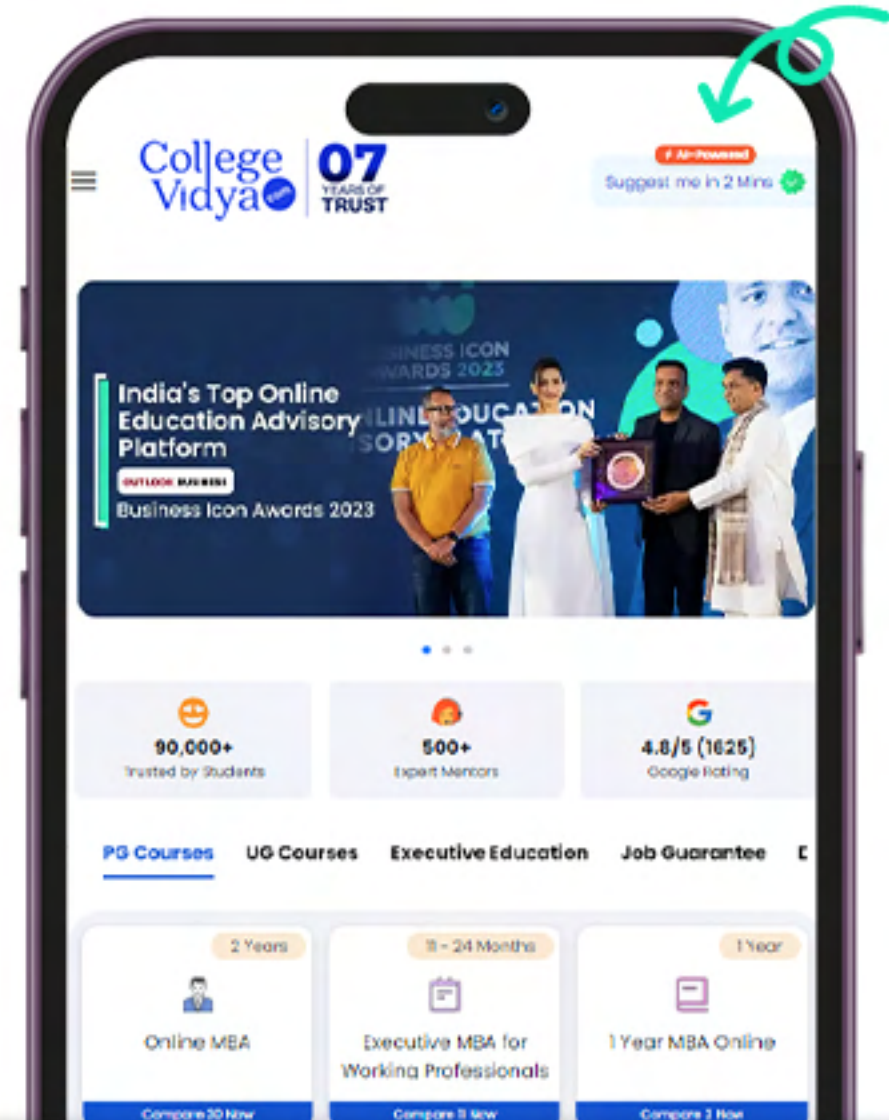 College
Vidya.com
07
YEARS OF
TRUST
AI-Powered
Suggest me in 2 Mins
BUSINESS ICON
AWARDS 2023
India's Top Online
Education Advisory
Platform
OUTLOOK BUSINESS
Business Icon Awards 2023
90,000+
Trusted by Students
500+
Expert Mentors
4.8/5 (1625)
Google Rating
PG Courses
UG Courses
Executive Education
Job Guarantee
2 Years
Online MBA
Compare 30 Now
11 - 24 Months
Executive MBA for
Working Professionals
Compare 11 Now
1 Year
1 Year MBA Online